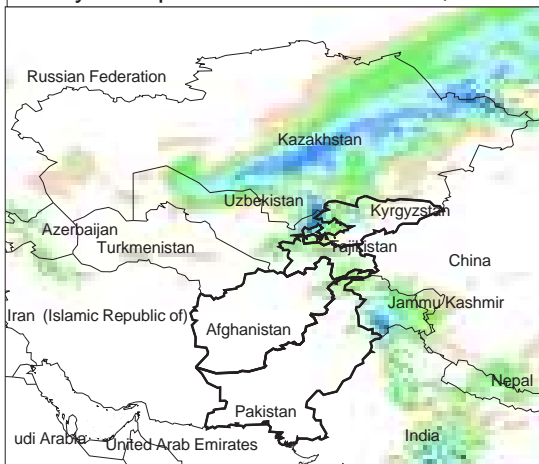 Russian Federation
Kazakhstan
Uzbekistan
Kyrgyzstan
Azerbaijan
Turkmenistan
Tajikistan
China
Jammu Kashmir
Iran (Islamic Republic of)
Afghanistan
Nepal
Pakistan
udi Arabia
United Arab Emirates
India